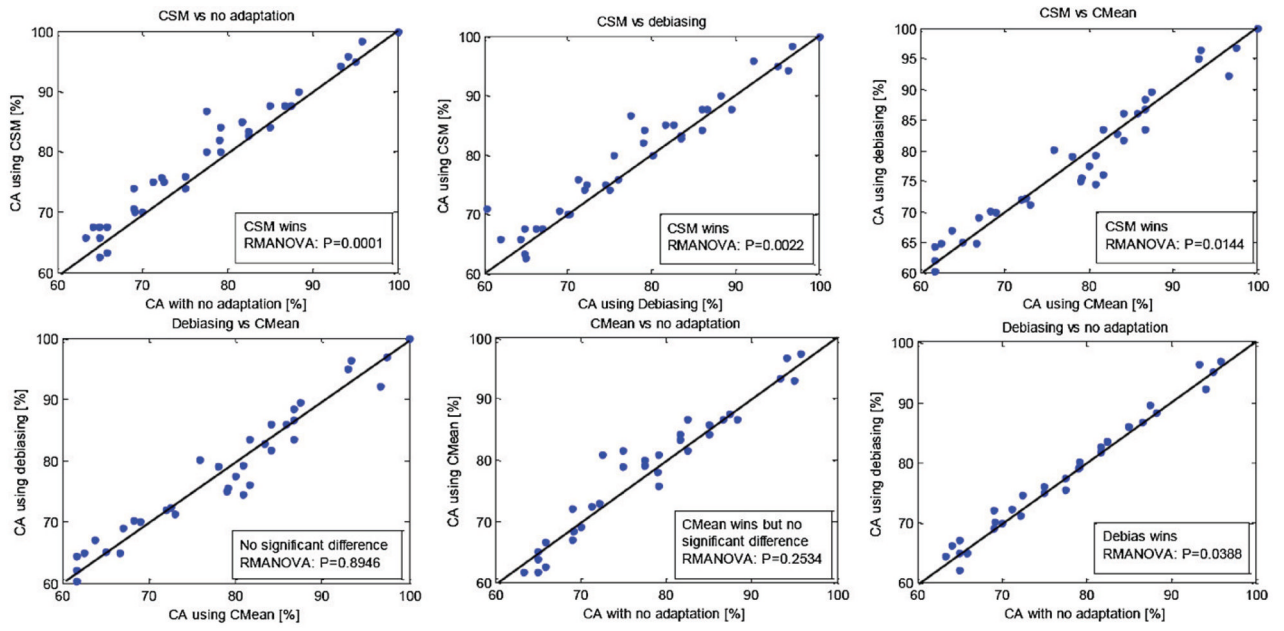 CSM vs no adaptation
100
90
80
70
60
60
70
80
90
100
CA using CSM [%]
CA with no adaptation [%]
CSM wins
RMANOVA: P=0.0001
CSM vs debiasing
100
90
80
70
60
60
70
80
90
100
CA using CSM [%]
CA using Debiasing [%]
CSM wins
RMANOVA: P=0.0022
CSM vs CMean
100
95
90
85
80
75
70
65
60
60
70
80
90
100
CA using debiasing [%]
CA using CMean [%]
CSM wins
RMANOVA: P=0.0144
Debiasing vs CMean
100
90
80
70
60
60
70
80
90
100
CA using debiasing [%]
CA using CMean [%]
No significant difference
RMANOVA: P=0.8946
CMean vs no adaptation
100
90
80
70
60
60
70
80
90
100
CA using CMean [%]
CA with no adaptation [%]
CMean wins but no
significant difference
RMANOVA: P=0.2534
Debiasing vs no adaptation
100
90
80
70
60
60
70
80
90
100
CA using debiasing [%]
CA with no adaptation [%]
Debias wins
RMANOVA: P=0.0388